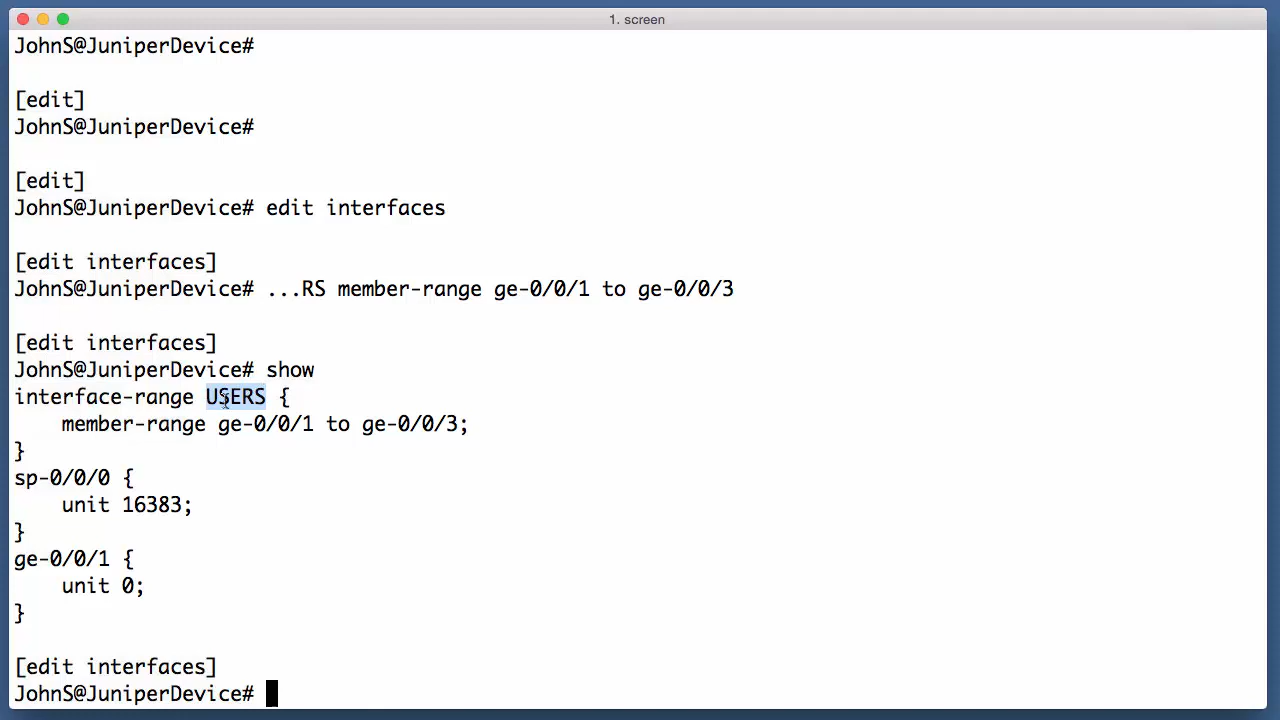 1. screen
JohnS@JuniperDevice#
[edit]
JohnS@JuniperDevice#
[edit]
JohnS@JuniperDevice# edit interfaces
[edit interfaces]
JohnS@JuniperDevice# ...RS member-range ge-0/0/1 to ge-0/0/3
[edit interfaces]
JohnS@JuniperDevice# show
interface-range USERS {
    member-range ge-0/0/1 to ge-0/0/3;
}
sp-0/0/0 {
    unit 16383;
}
ge-0/0/1 {
    unit 0;
}
[edit interfaces]
JohnS@JuniperDevice#